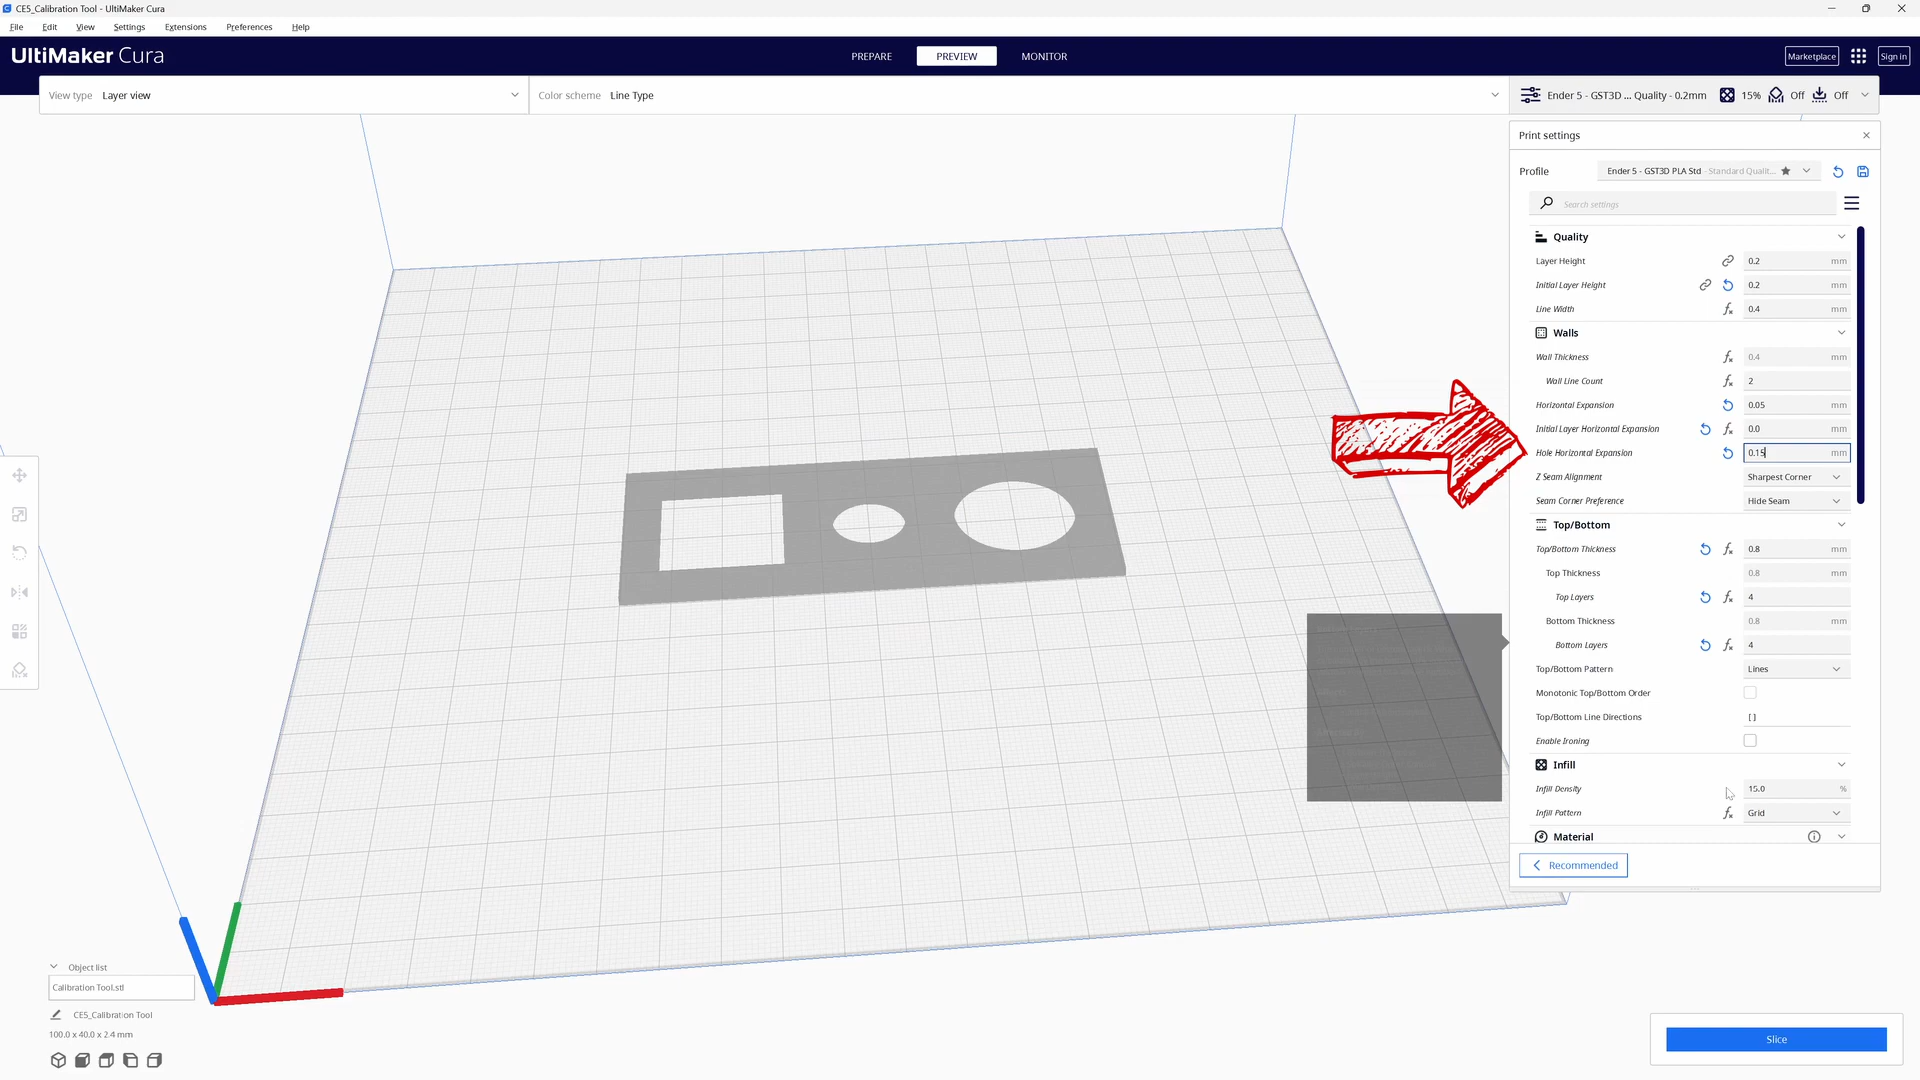 CE5_Calibration Tool - UltiMaker Cura
File Edit View Settings Extensions Preferences Help
UltiMaker Cura PREPARE PREVIEW MONITOR Marketplace Sign in
View type Layer view Color scheme Line Type Ender 5 - GST3D ... Quality - 0.2mm 15% Off Off
Print settings
Profile Ender 5 - GST3D PLA Std - Standard Qualit...
Search settings
Quality
Layer Height 0.2 mm
Initial Layer Height 0.2 mm
Line Width 0.4 mm
Walls
Wall Thickness 0.4 mm
Wall Line Count 2
Horizontal Expansion 0.05 mm
Initial Layer Horizontal Expansion 0.0 mm
Hole Horizontal Expansion 0.15 mm
Z Seam Alignment Sharpest Corner
Seam Corner Preference Hide Seam
Top/Bottom
Top/Bottom Thickness 0.8 mm
Top Thickness 0.8 mm
Top Layers 4
Bottom Thickness 0.8 mm
Bottom Layers 4
Top/Bottom Pattern Lines
Monotonic Top/Bottom Order
Top/Bottom Line Directions [ ]
Enable Ironing
Infill
Infill Density 15.0 %
Infill Pattern Grid
Material
Recommended
Object list
Calibration Tool.stl
CE5_Calibration Tool
100.0 x 40.0 x 2.4 mm
Slice